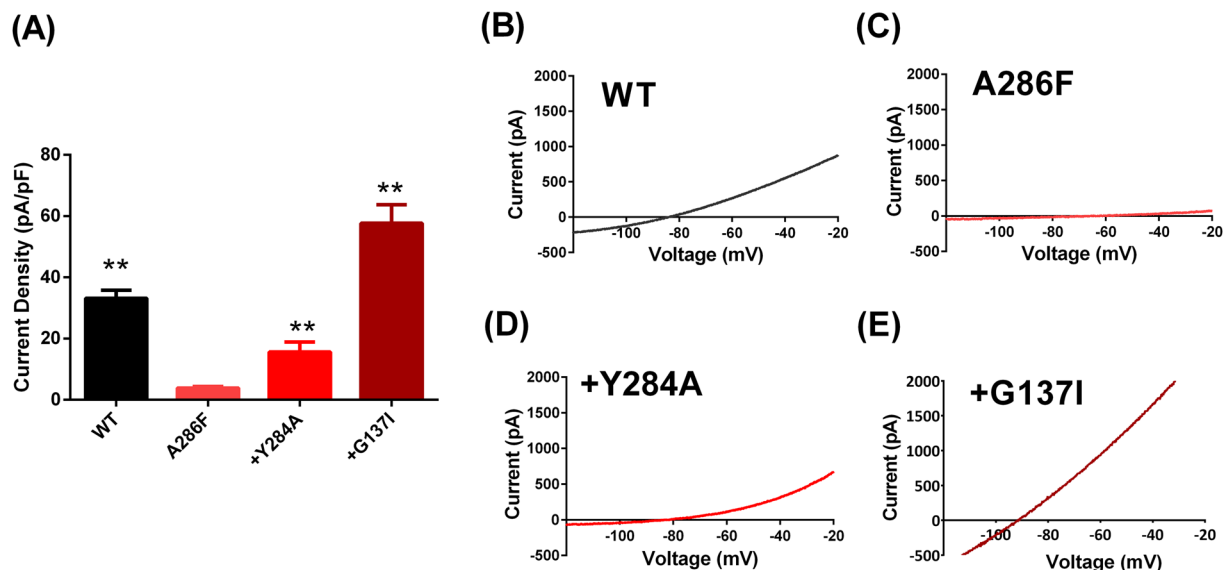 (A)
Current Density (pA/pF)
80
60
40
20
0
**
**
**
WT
A286F
+Y284A
+G137I
(B)
WT
Current (pA)
2000
1500
1000
500
0
-500
-100
-80
-60
-40
-20
Voltage (mV)
(C)
A286F
Current (pA)
2000
1500
1000
500
0
-500
-100
-80
-60
-40
-20
Voltage (mV)
(D)
+Y284A
Current (pA)
2000
1500
1000
500
0
-500
-100
-80
-60
-40
-20
Voltage (mV)
(E)
+G137I
Current (pA)
2000
1500
1000
500
0
-500
-100
-80
-60
-40
-20
Voltage (mV)